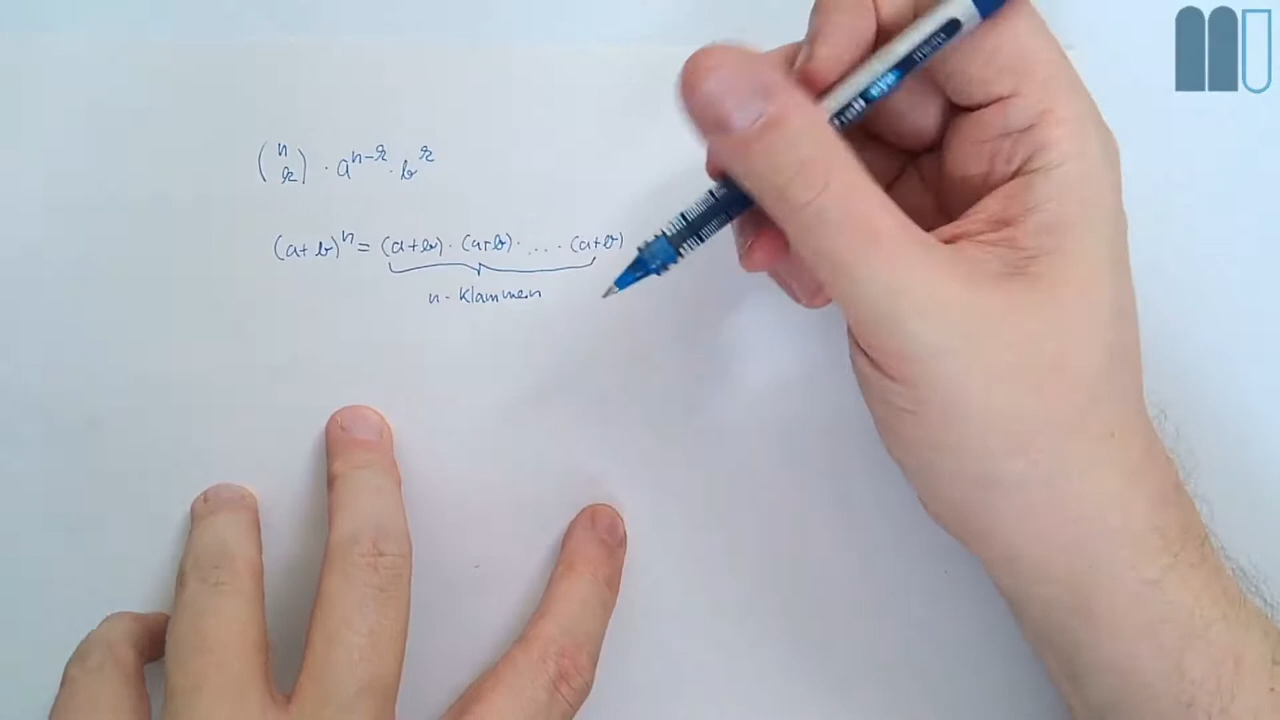 (n k) · a^(n-k) · b^k
(a+b)^n = (a+b) · (a+b) · ... · (a+b)
n - Klammern